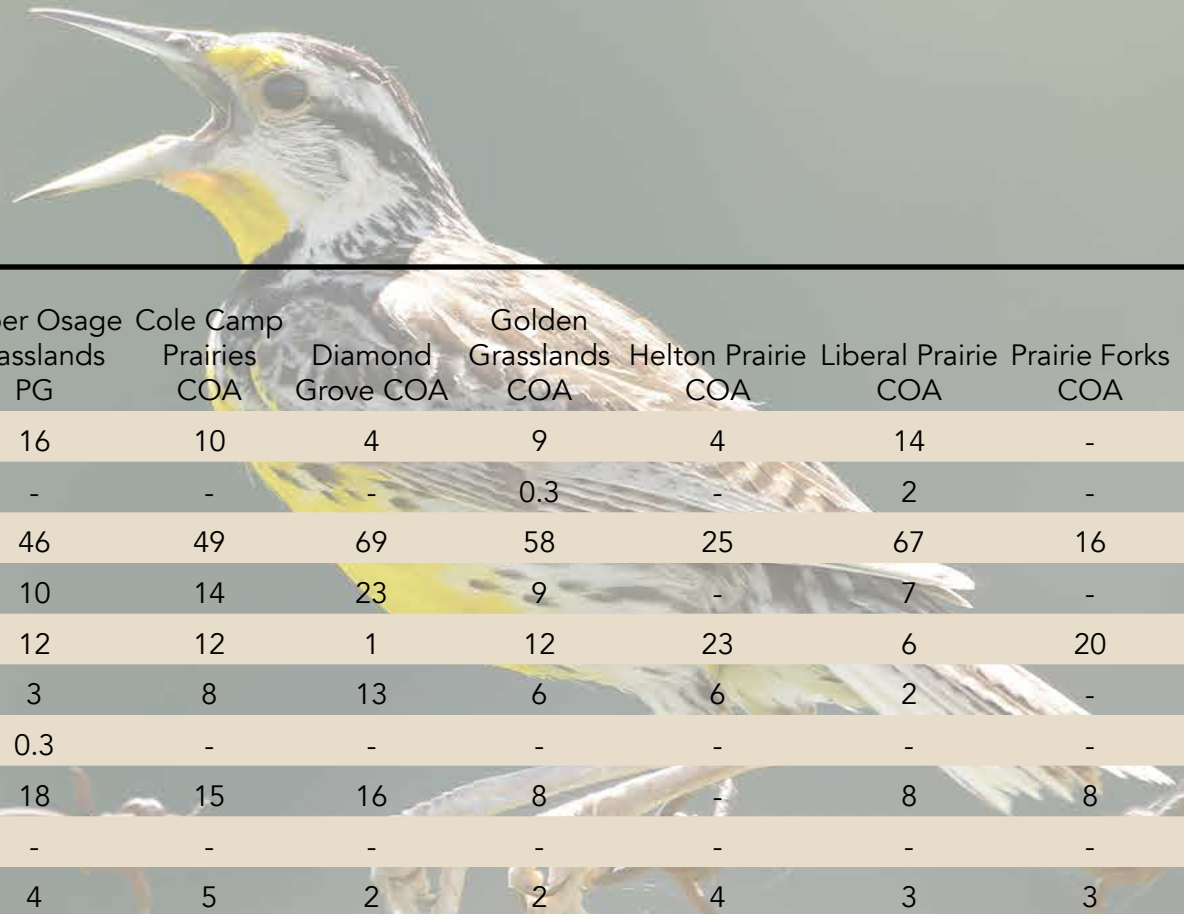 per Osage Cole Camp Golden
asslands Prairies Diamond Grasslands Helton Prairie Liberal Prairie Prairie Forks
PG COA Grove COA COA COA COA COA
16 10 4 9 4 14 -
- - - 0.3 - 2 -
46 49 69 58 25 67 16
10 14 23 9 - 7 -
12 12 1 12 23 6 20
3 8 13 6 6 2 -
0.3 - - - - - -
18 15 16 8 - 8 8
- - - - - - -
4 5 2 2 4 3 3